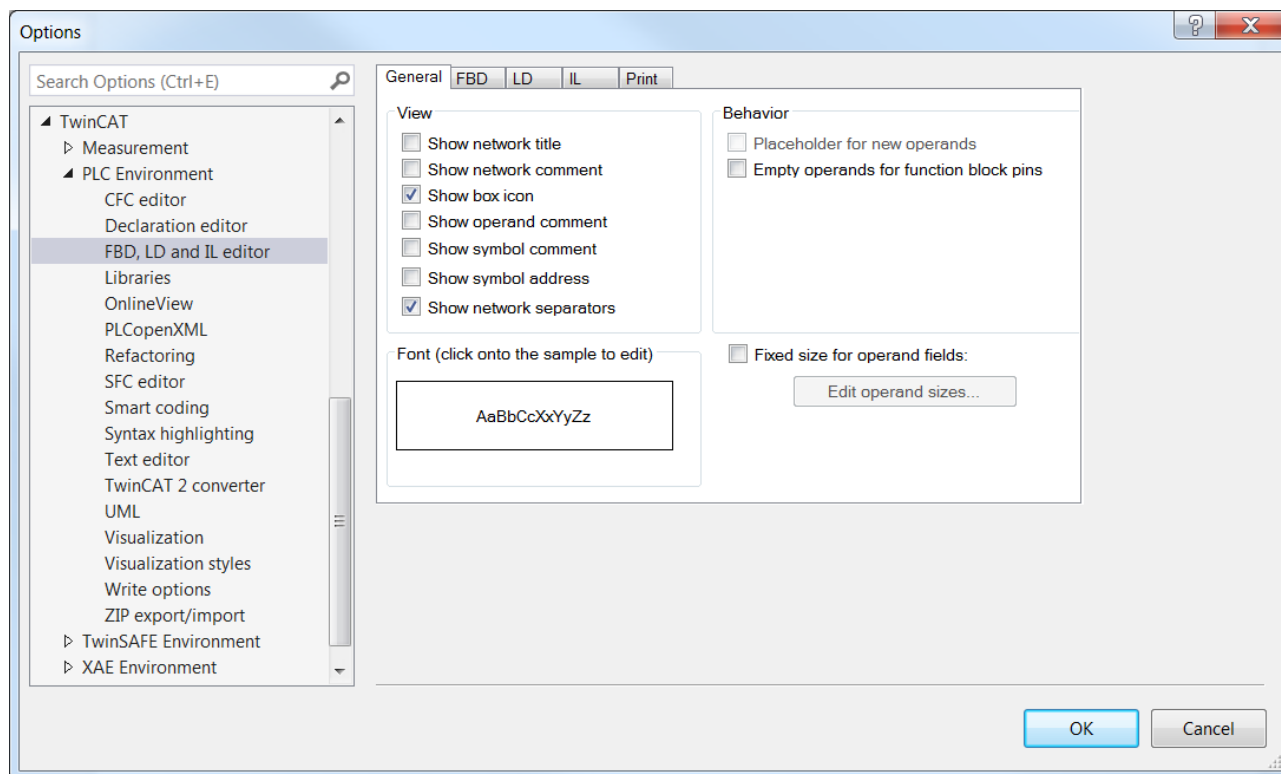 Options
Search Options (Ctrl+E)
TwinCAT
Measurement
PLC Environment
CFC editor
Declaration editor
FBD, LD and IL editor
Libraries
OnlineView
PLCopenXML
Refactoring
SFC editor
Smart coding
Syntax highlighting
Text editor
TwinCAT 2 converter
UML
Visualization
Visualization styles
Write options
ZIP export/import
TwinSAFE Environment
XAE Environment
General FBD LD IL Print
View
Show network title
Show network comment
Show box icon
Show operand comment
Show symbol comment
Show symbol address
Show network separators
Behavior
Placeholder for new operands
Empty operands for function block pins
Font (click onto the sample to edit)
AaBbCcXxYyZz
Fixed size for operand fields:
Edit operand sizes...
OK Cancel